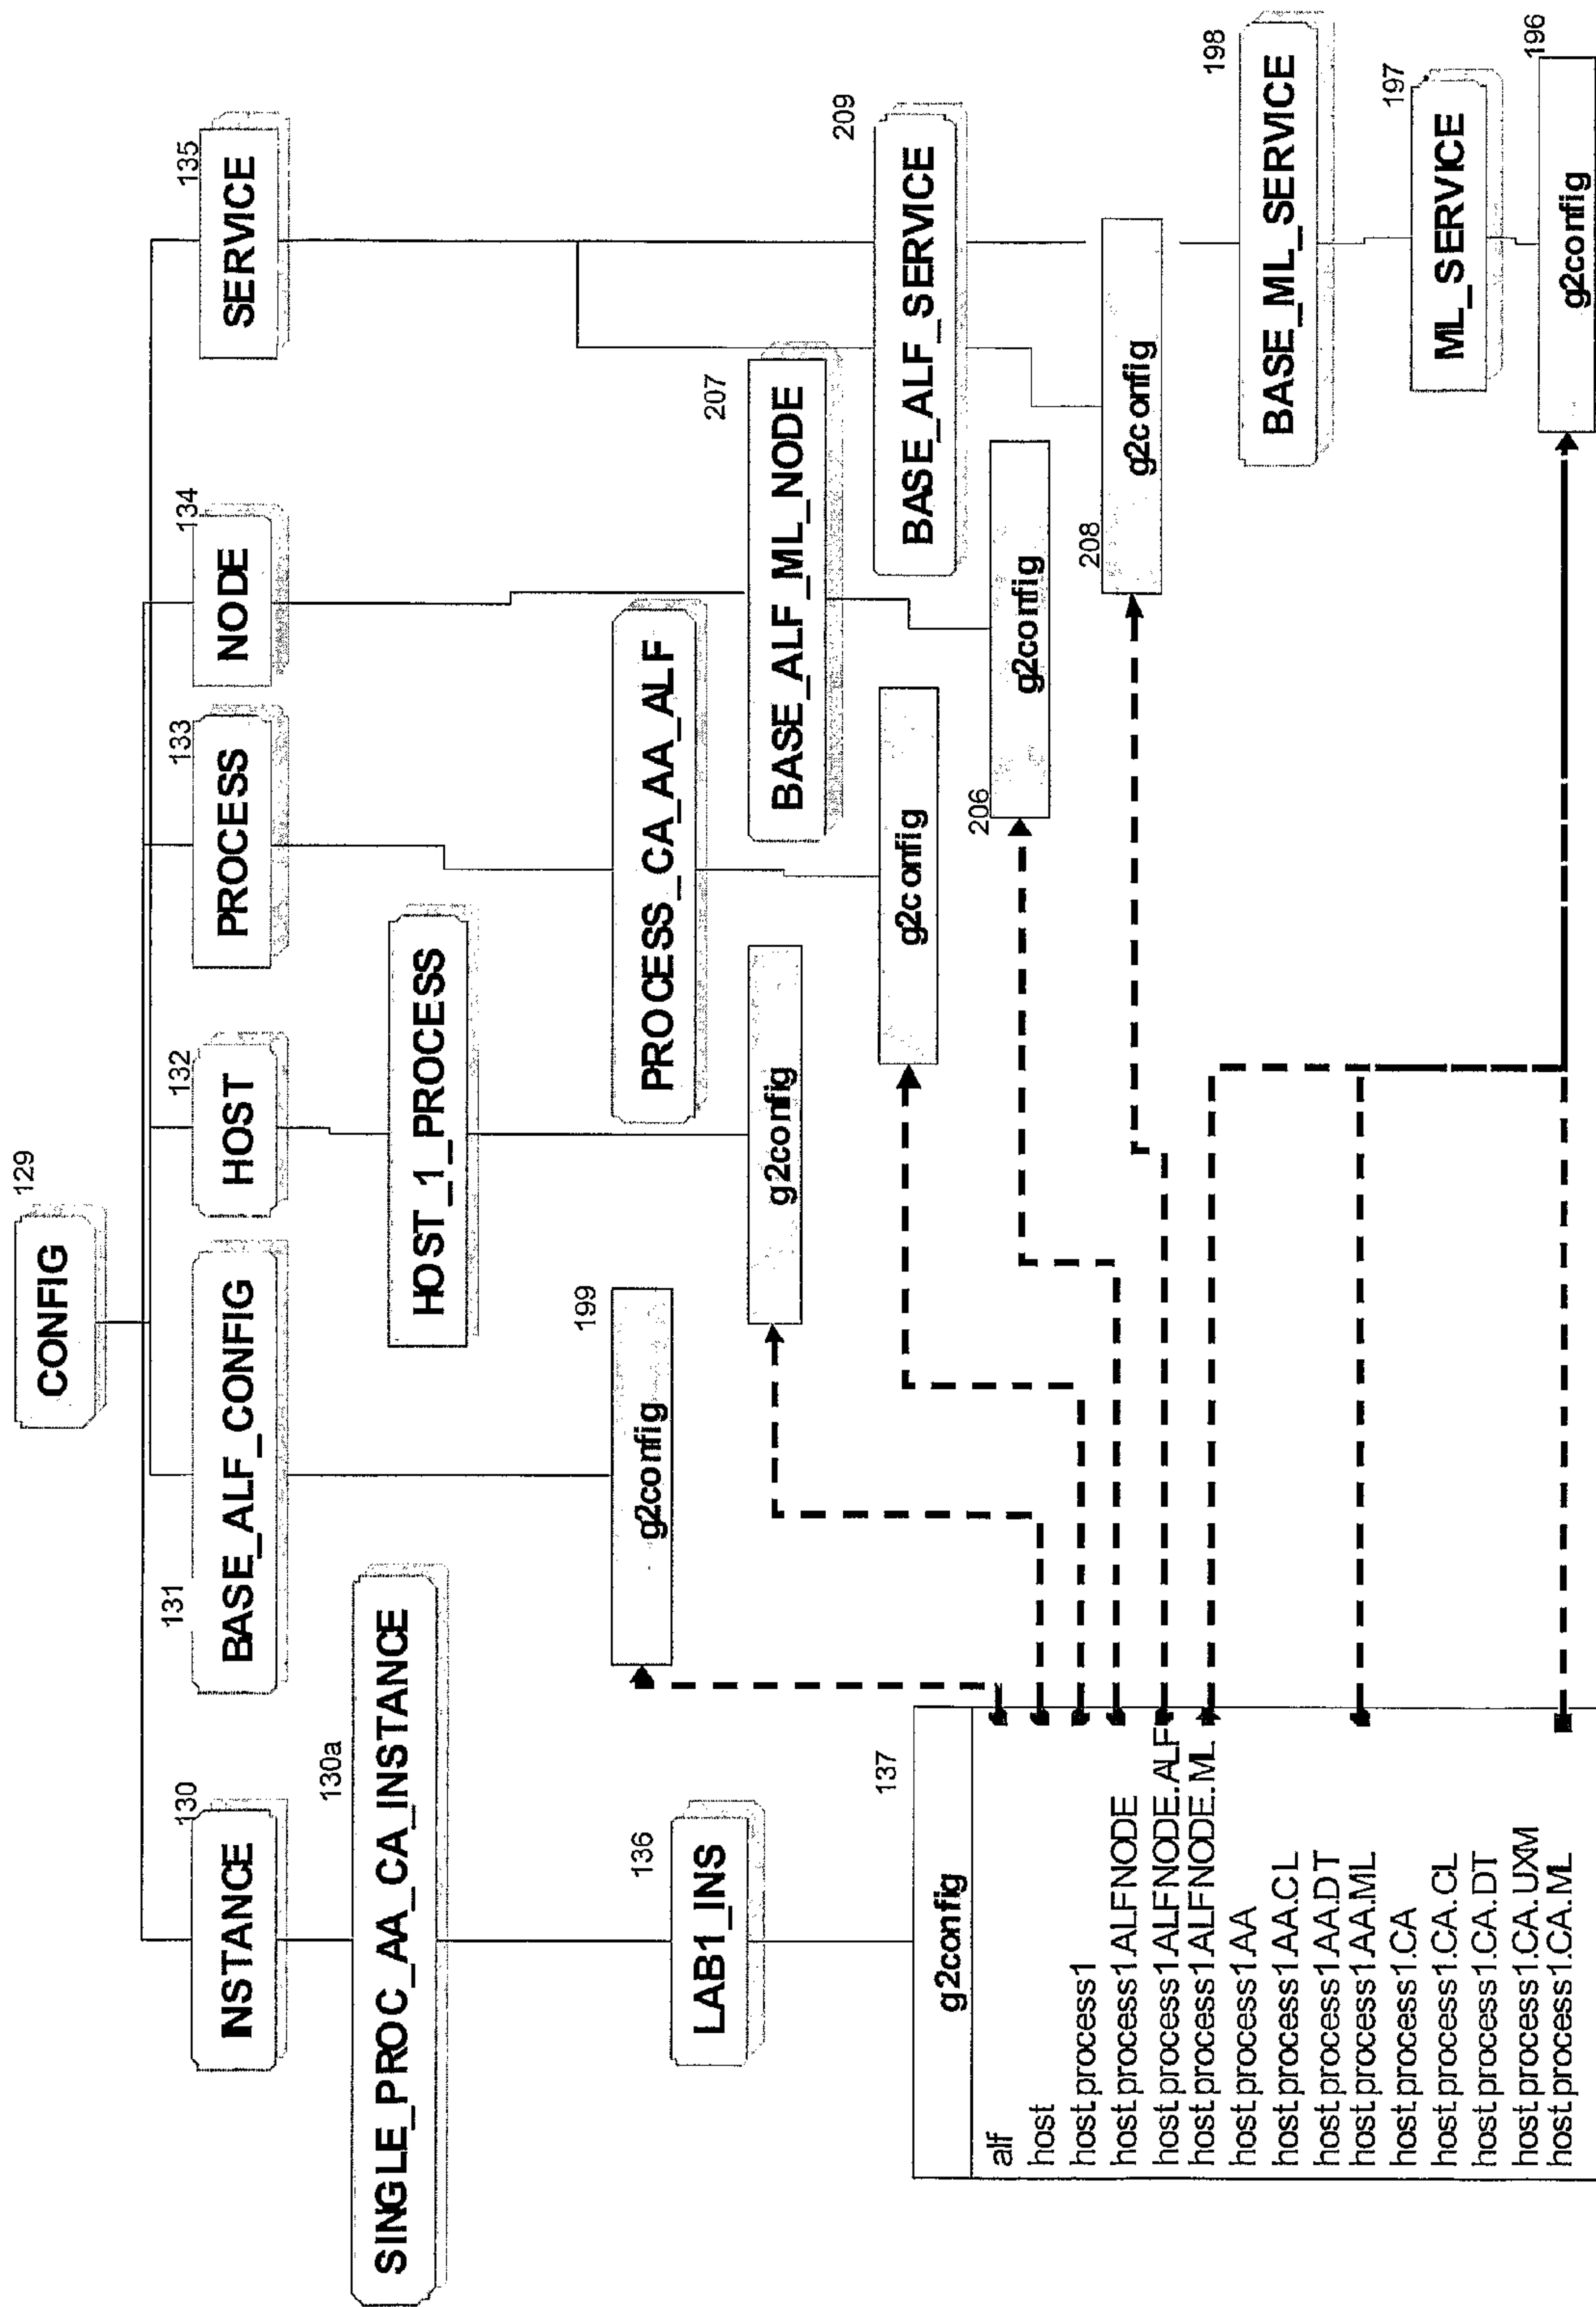 129
CONFIG
130
INSTANCE
131
BASE_ALF_CONFIG
132
HOST
133
PROCESS
134
NODE
135
SERVICE
130a
SINGLE_PROC_AA_CA_INSTANCE
HOST_1_PROCESS
136
LAB1_INS
199
g2config
PROCESS_CA_AA_ALF
g2config
207
BASE_ALF_ML_NODE
209
BASE_ALF_SERVICE
g2config
206
g2config
208
g2config
198
BASE_ML_SERVICE
197
ML_SERVICE
196
g2config
137
g2config
alf
host
host.process1
host.process1.ALFNODE
host.process1.ALFNODE.ALF
host.process1.ALFNODE.ML
host.process1.AA
host.process1.AA.CL
host.process1.AA.DT
host.process1.AA.ML
host.process1.CA
host.process1.CA.CL
host.process1.CA.DT
host.process1.CA.UXM
host.process1.CA.ML